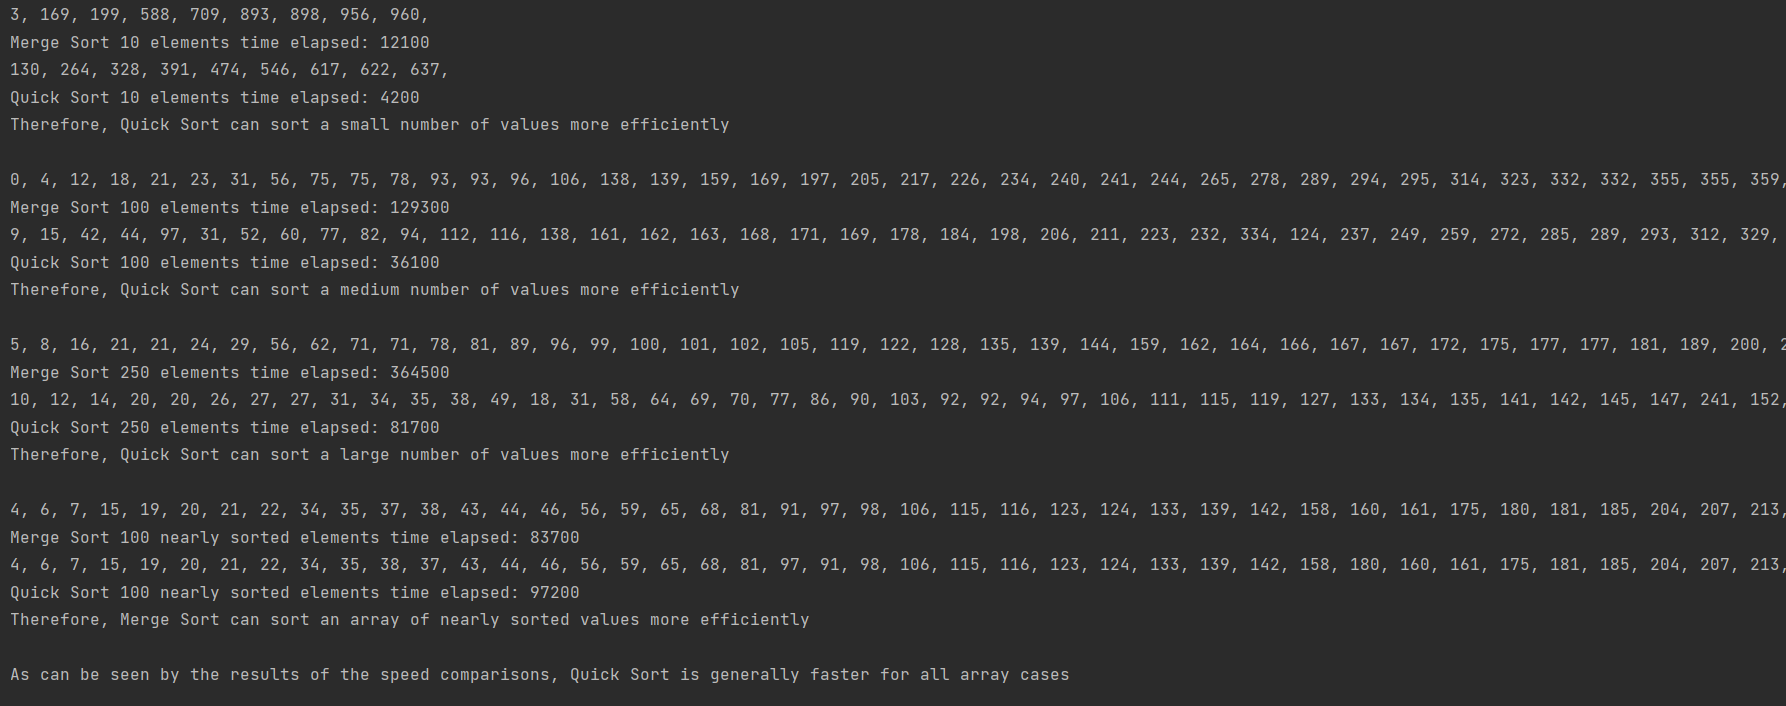 3, 169, 199, 588, 709, 893, 898, 956, 960,
Merge Sort 10 elements time elapsed: 12100
130, 264, 328, 391, 474, 546, 617, 622, 637,
Quick Sort 10 elements time elapsed: 4200
Therefore, Quick Sort can sort a small number of values more efficiently
0, 4, 12, 18, 21, 23, 31, 56, 75, 75, 78, 93, 93, 96, 106, 138, 139, 159, 169, 197, 205, 217, 226, 234, 240, 241, 244, 265, 278, 289, 294, 295, 314, 323, 332, 332, 355, 355, 359,
Merge Sort 100 elements time elapsed: 129300
9, 15, 42, 44, 97, 31, 52, 60, 77, 82, 94, 112, 116, 138, 161, 162, 163, 168, 171, 169, 178, 184, 198, 206, 211, 223, 232, 334, 124, 237, 249, 259, 272, 285, 289, 293, 312, 329,
Quick Sort 100 elements time elapsed: 36100
Therefore, Quick Sort can sort a medium number of values more efficiently
5, 8, 16, 21, 21, 24, 29, 56, 62, 71, 71, 78, 81, 89, 96, 99, 100, 101, 102, 105, 119, 122, 128, 135, 139, 144, 159, 162, 164, 166, 167, 167, 172, 175, 177, 177, 181, 189, 200, 2
Merge Sort 250 elements time elapsed: 364500
10, 12, 14, 20, 20, 26, 27, 27, 31, 34, 35, 38, 49, 18, 31, 58, 64, 69, 70, 77, 86, 90, 103, 92, 92, 94, 97, 106, 111, 115, 119, 127, 133, 134, 135, 141, 142, 145, 147, 241, 152,
Quick Sort 250 elements time elapsed: 81700
Therefore, Quick Sort can sort a large number of values more efficiently
4, 6, 7, 15, 19, 20, 21, 22, 34, 35, 37, 38, 43, 44, 46, 56, 59, 65, 68, 81, 91, 97, 98, 106, 115, 116, 123, 124, 133, 139, 142, 158, 160, 161, 175, 180, 181, 185, 204, 207, 213,
Merge Sort 100 nearly sorted elements time elapsed: 83700
4, 6, 7, 15, 19, 20, 21, 22, 34, 35, 38, 37, 43, 44, 46, 56, 59, 65, 68, 81, 97, 91, 98, 106, 115, 116, 123, 124, 133, 139, 142, 158, 180, 160, 161, 175, 181, 185, 204, 207, 213,
Quick Sort 100 nearly sorted elements time elapsed: 97200
Therefore, Merge Sort can sort an array of nearly sorted values more efficiently
As can be seen by the results of the speed comparisons, Quick Sort is generally faster for all array cases